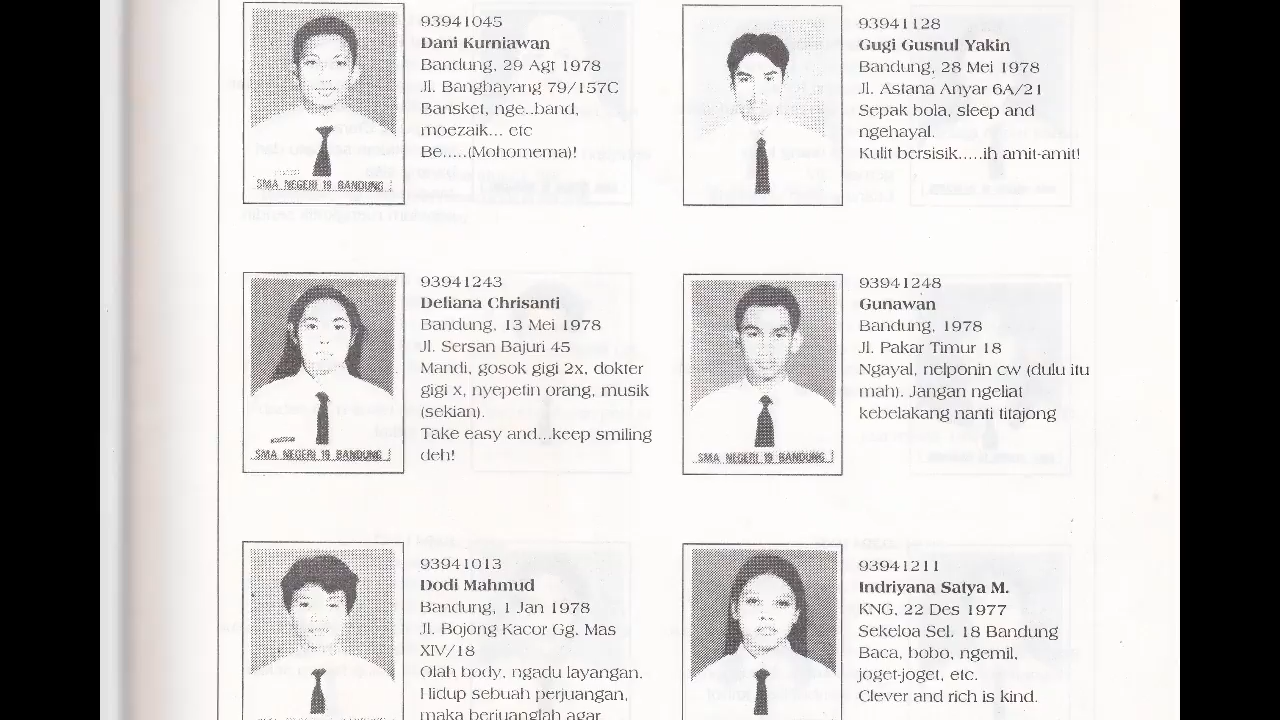 93941045
Dani Kurniawan
Bandung, 29 Agt 1978
Jl. Bangbayang 79/157C
Bansket, nge..band,
moezaik... etc
Be.....(Mohomema)!
SMA NEGERI 19 BANDUNG
93941128
Gugi Gusnul Yakin
Bandung, 28 Mei 1978
Jl. Astana Anyar 6A/21
Sepak bola, sleep and
ngehayal.
Kulit bersisik.....ih amit-amit!
93941243
Deliana Chrisanti
Bandung, 13 Mei 1978
Jl. Sersan Bajuri 45
Mandi, gosok gigi 2x, dokter
gigi x, nyepetin orang, musik
(sekian).
Take easy and...keep smiling
deh!
SMA NEGERI 19 BANDUNG
93941248
Gunawan
Bandung, 1978
Jl. Pakar Timur 18
Ngayal, nelponin cw (dulu itu
mah). Jangan ngeliat
kebelakang nanti titajong
SMA NEGERI 19 BANDUNG
93941013
Dodi Mahmud
Bandung, 1 Jan 1978
Jl. Bojong Kacor Gg. Mas
XIV/18
Olah body, ngadu layangan.
Hidup sebuah perjuangan,
maka berjuanglah agar
93941211
Indriyana Satya M.
KNG, 22 Des 1977
Sekeloa Sel. 18 Bandung
Baca, bobo, ngemil,
joget-joget, etc.
Clever and rich is kind.